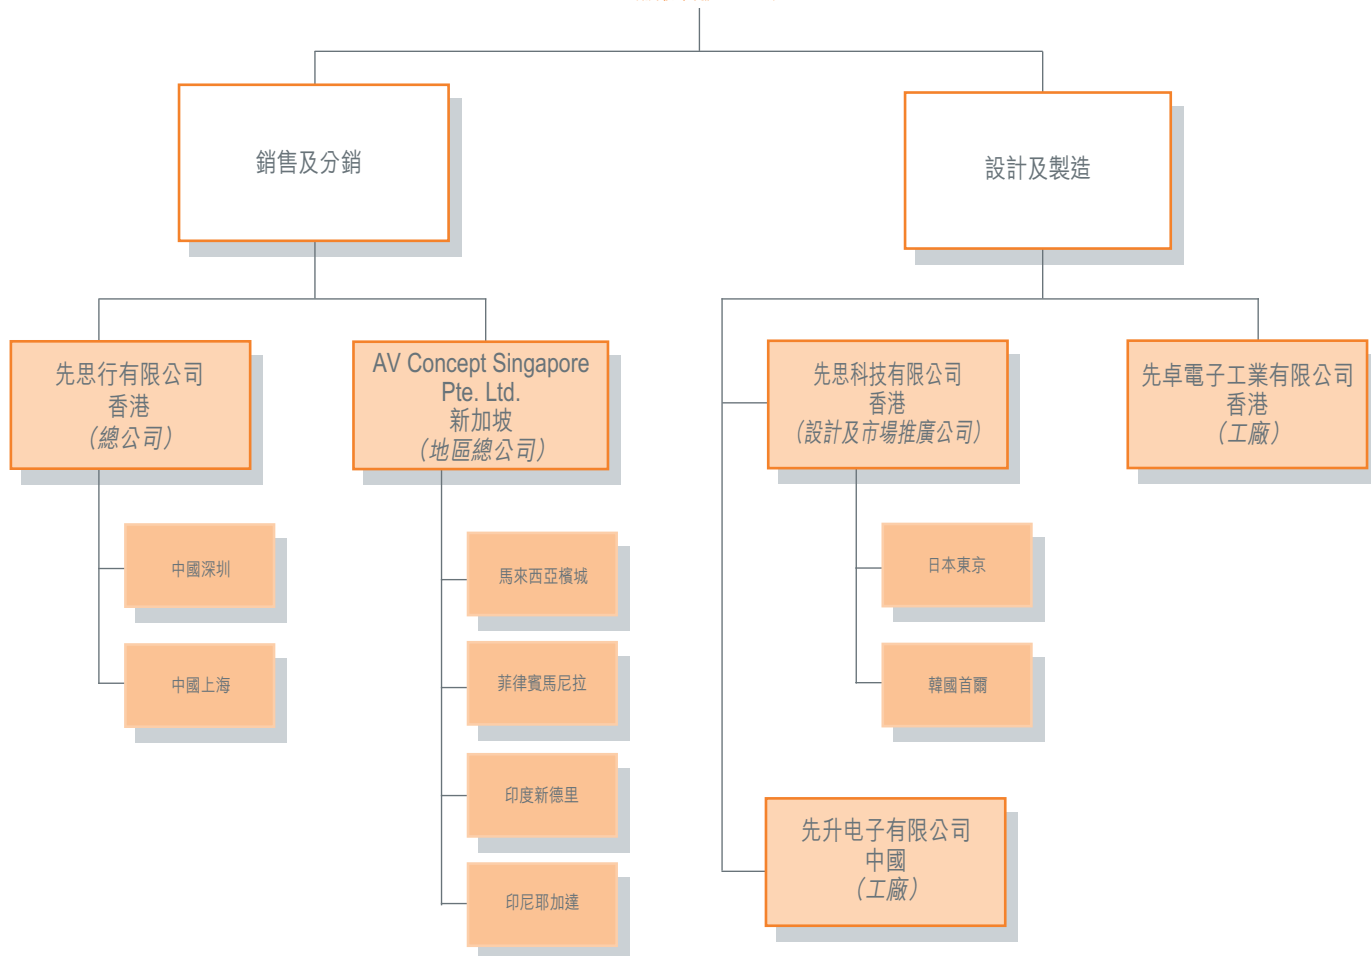 銷售及分銷
設計及製造
先思行有限公司
香港
（總公司）
AV Concept Singapore
Pte. Ltd.
新加坡
（地區總公司）
先思科技有限公司
香港
（設計及市場推廣公司）
先卓電子工業有限公司
香港
（工廠）
中國深圳
中國上海
馬來西亞檳城
菲律賓馬尼拉
印度新德里
印尼耶加達
日本東京
韓國首爾
先升电子有限公司
中國
（工廠）